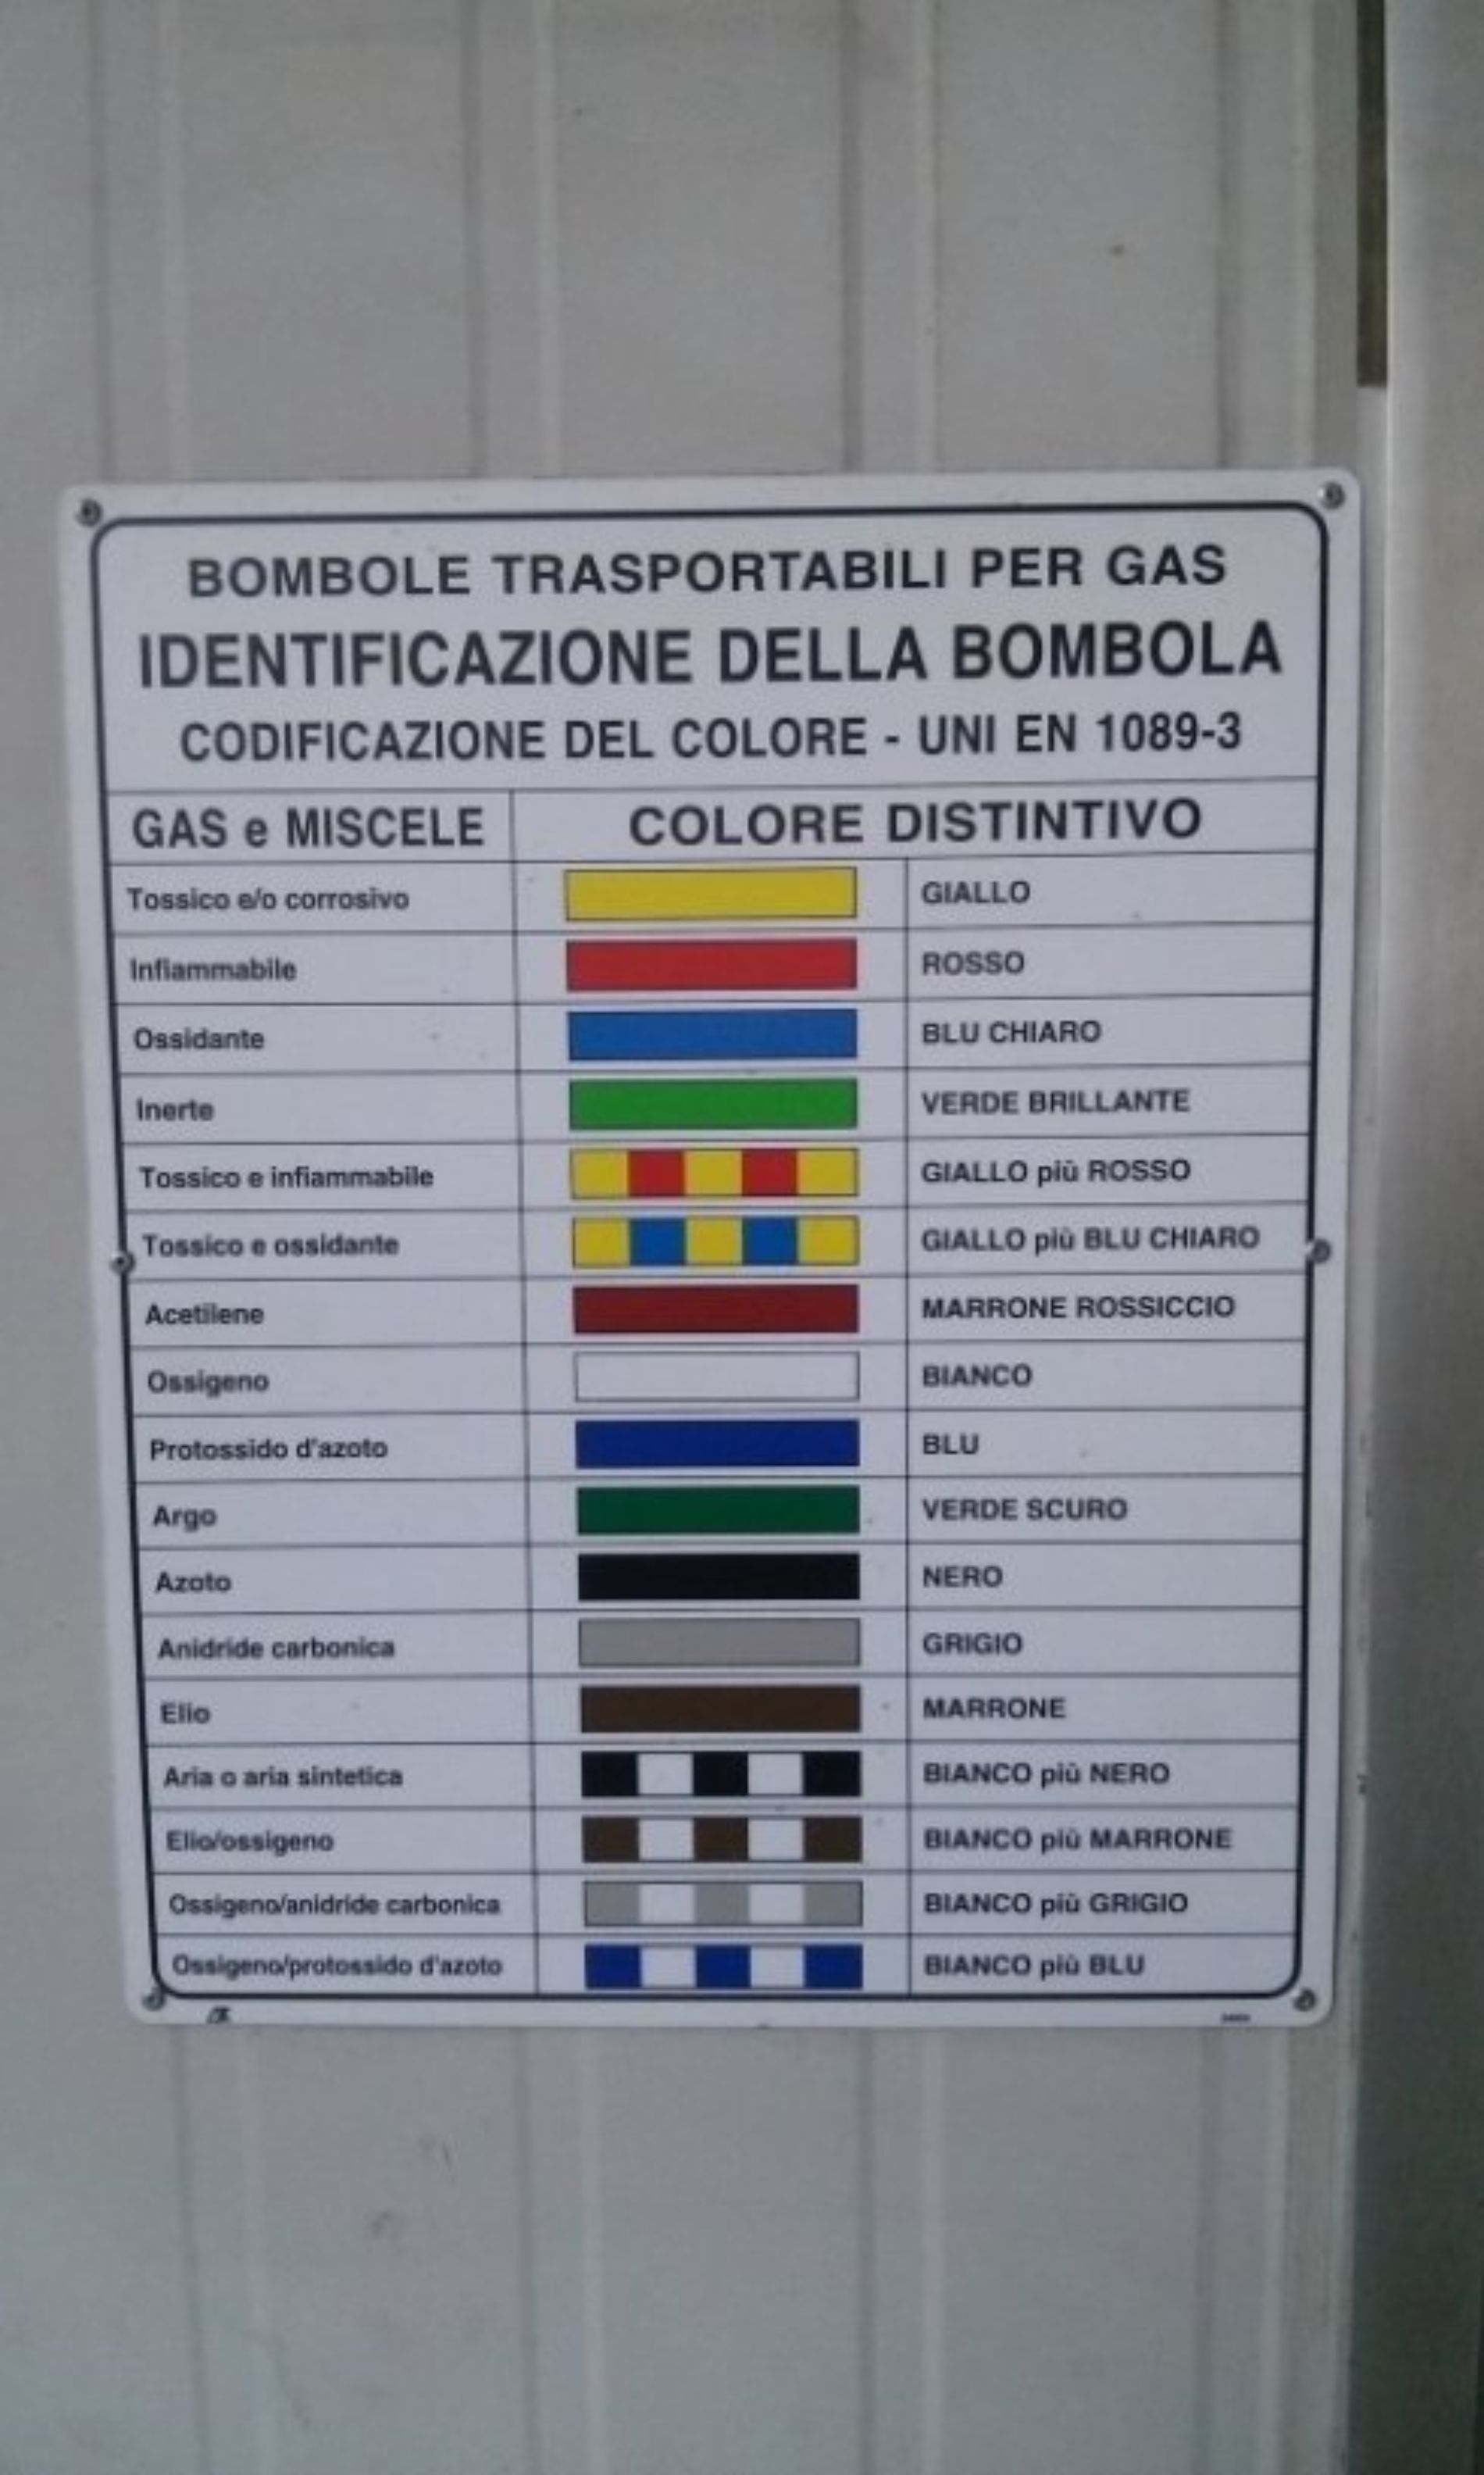 BOMBOLE TRASPORTABILI PER GAS
IDENTIFICAZIONE DELLA BOMBOLA
CODIFICAZIONE DEL COLORE - UNI EN 1089-3
GAS e MISCELE COLORE DISTINTIVO
Tossico e/o corrosivo GIALLO
Infiammabile ROSSO
Ossidante BLU CHIARO
Inerte VERDE BRILLANTE
Tossico e infiammabile GIALLO più ROSSO
Tossico e ossidante GIALLO più BLU CHIARO
Acetilene MARRONE ROSSICCIO
Ossigeno BIANCO
Protossido d'azoto BLU
Argo VERDE SCURO
Azoto NERO
Anidride carbonica GRIGIO
Elio MARRONE
Aria o aria sintetica BIANCO più NERO
Elio/ossigeno BIANCO più MARRONE
Ossigeno/anidride carbonica BIANCO più GRIGIO
Ossigeno/protossido d'azoto BIANCO più BLU